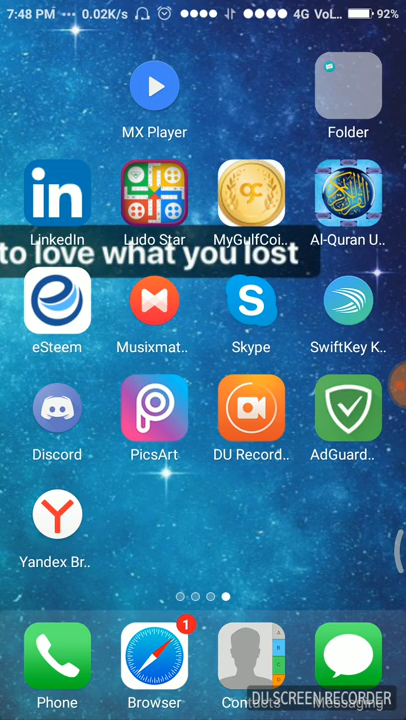 7:48 PM ··· 0.02K/s 4G VoL.. 92%
MX Player Folder
LinkedIn Ludo Star MyGulfCoi.. Al-Quran U..
to love what you lost
eSteem Musixmat.. Skype SwiftKey K..
Discord PicsArt DU Record.. AdGuard..
Yandex Br..
1
Phone Browser Contacts Messaging
DU SCREEN RECORDER